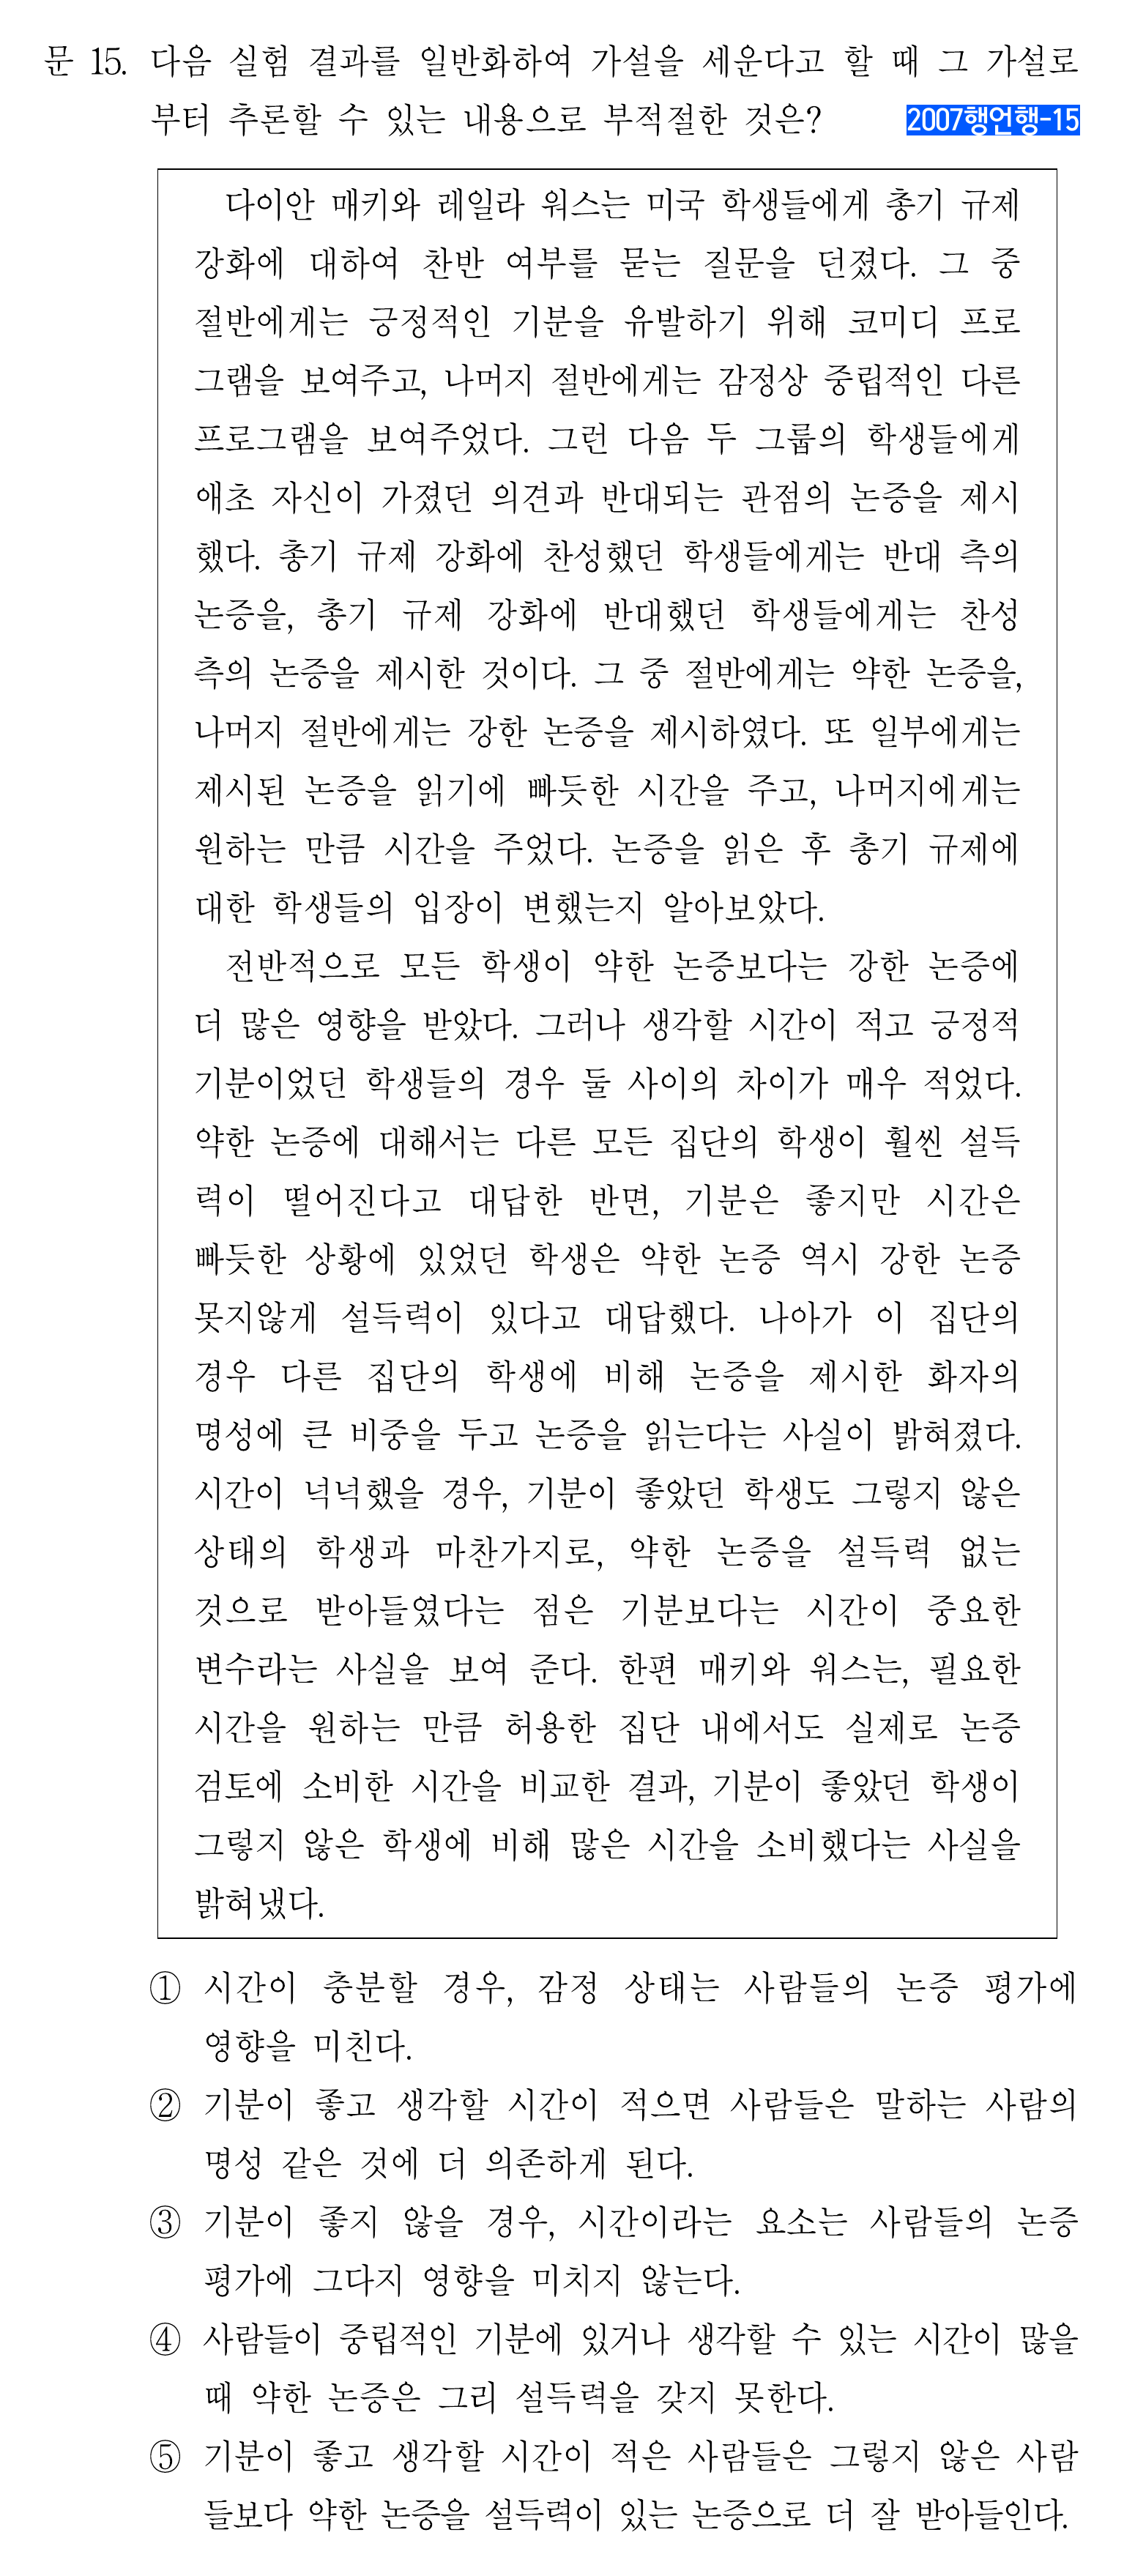 문 15. 다음 실험 결과를 일반화하여 가설을 세운다고 할 때 그 가설로
부터 추론할 수 있는 내용으로 부적절한 것은? 2007행언행-15
다이안 매키와 레일라 워스는 미국 학생들에게 총기 규제
강화에 대하여 찬반 여부를 묻는 질문을 던졌다. 그 중
절반에게는 긍정적인 기분을 유발하기 위해 코미디 프로
그램을 보여주고, 나머지 절반에게는 감정상 중립적인 다른
프로그램을 보여주었다. 그런 다음 두 그룹의 학생들에게
애초 자신이 가졌던 의견과 반대되는 관점의 논증을 제시
했다. 총기 규제 강화에 찬성했던 학생들에게는 반대 측의
논증을, 총기 규제 강화에 반대했던 학생들에게는 찬성
측의 논증을 제시한 것이다. 그 중 절반에게는 약한 논증을,
나머지 절반에게는 강한 논증을 제시하였다. 또 일부에게는
제시된 논증을 읽기에 빠듯한 시간을 주고, 나머지에게는
원하는 만큼 시간을 주었다. 논증을 읽은 후 총기 규제에
대한 학생들의 입장이 변했는지 알아보았다.
전반적으로 모든 학생이 약한 논증보다는 강한 논증에
더 많은 영향을 받았다. 그러나 생각할 시간이 적고 긍정적
기분이었던 학생들의 경우 둘 사이의 차이가 매우 적었다.
약한 논증에 대해서는 다른 모든 집단의 학생이 훨씬 설득
력이 떨어진다고 대답한 반면, 기분은 좋지만 시간은
빠듯한 상황에 있었던 학생은 약한 논증 역시 강한 논증
못지않게 설득력이 있다고 대답했다. 나아가 이 집단의
경우 다른 집단의 학생에 비해 논증을 제시한 화자의
명성에 큰 비중을 두고 논증을 읽는다는 사실이 밝혀졌다.
시간이 넉넉했을 경우, 기분이 좋았던 학생도 그렇지 않은
상태의 학생과 마찬가지로, 약한 논증을 설득력 없는
것으로 받아들였다는 점은 기분보다는 시간이 중요한
변수라는 사실을 보여 준다. 한편 매키와 워스는, 필요한
시간을 원하는 만큼 허용한 집단 내에서도 실제로 논증
검토에 소비한 시간을 비교한 결과, 기분이 좋았던 학생이
그렇지 않은 학생에 비해 많은 시간을 소비했다는 사실을
밝혀냈다.
① 시간이 충분할 경우, 감정 상태는 사람들의 논증 평가에
영향을 미친다.
② 기분이 좋고 생각할 시간이 적으면 사람들은 말하는 사람의
명성 같은 것에 더 의존하게 된다.
③ 기분이 좋지 않을 경우, 시간이라는 요소는 사람들의 논증
평가에 그다지 영향을 미치지 않는다.
④ 사람들이 중립적인 기분에 있거나 생각할 수 있는 시간이 많을
때 약한 논증은 그리 설득력을 갖지 못한다.
⑤ 기분이 좋고 생각할 시간이 적은 사람들은 그렇지 않은 사람
들보다 약한 논증을 설득력이 있는 논증으로 더 잘 받아들인다.